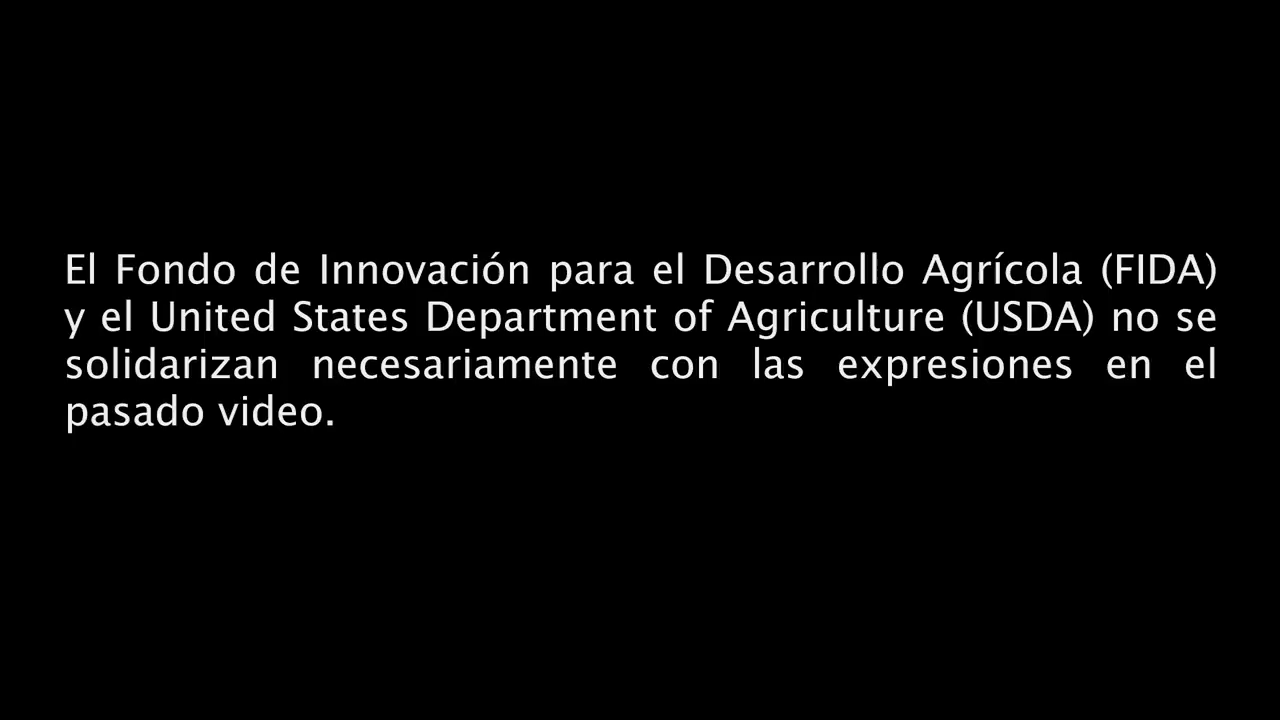 El Fondo de Innovación para el Desarrollo Agrícola (FIDA)
y el United States Department of Agriculture (USDA) no se
solidarizan necesariamente con las expresiones en el
pasado video.